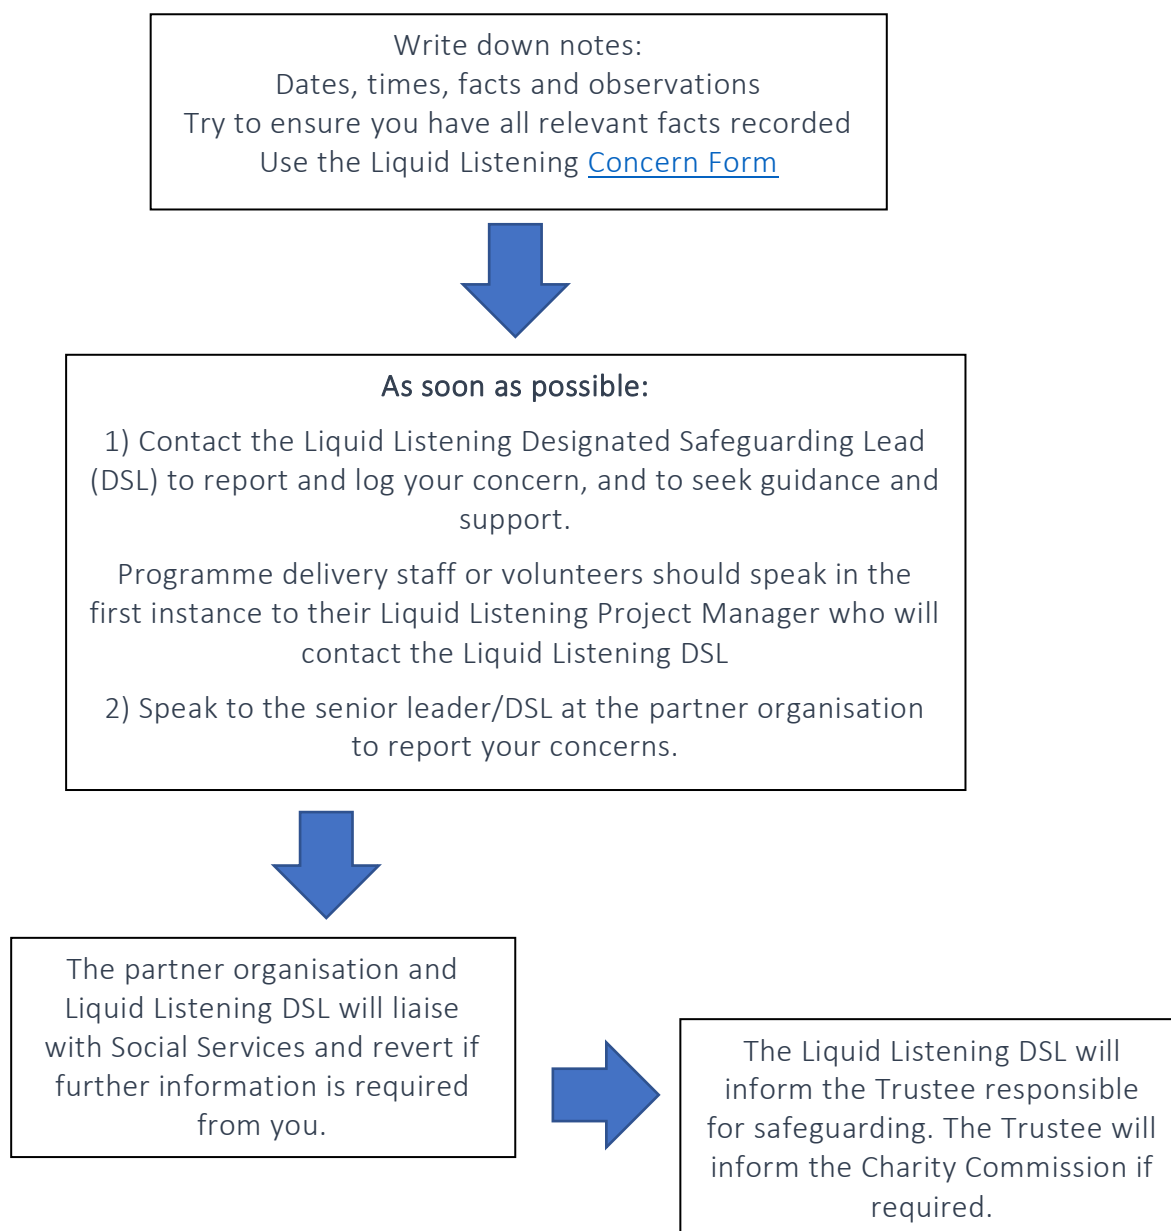 Write down notes:
Dates, times, facts and observations
Try to ensure you have all relevant facts recorded
Use the Liquid Listening Concern Form
As soon as possible:
1) Contact the Liquid Listening Designated Safeguarding Lead
(DSL) to report and log your concern, and to seek guidance and
support.
Programme delivery staff or volunteers should speak in the
first instance to their Liquid Listening Project Manager who will
contact the Liquid Listening DSL
2) Speak to the senior leader/DSL at the partner organisation
to report your concerns.
The partner organisation and
Liquid Listening DSL will liaise
with Social Services and revert if
further information is required
from you.
The Liquid Listening DSL will
inform the Trustee responsible
for safeguarding. The Trustee will
inform the Charity Commission if
required.